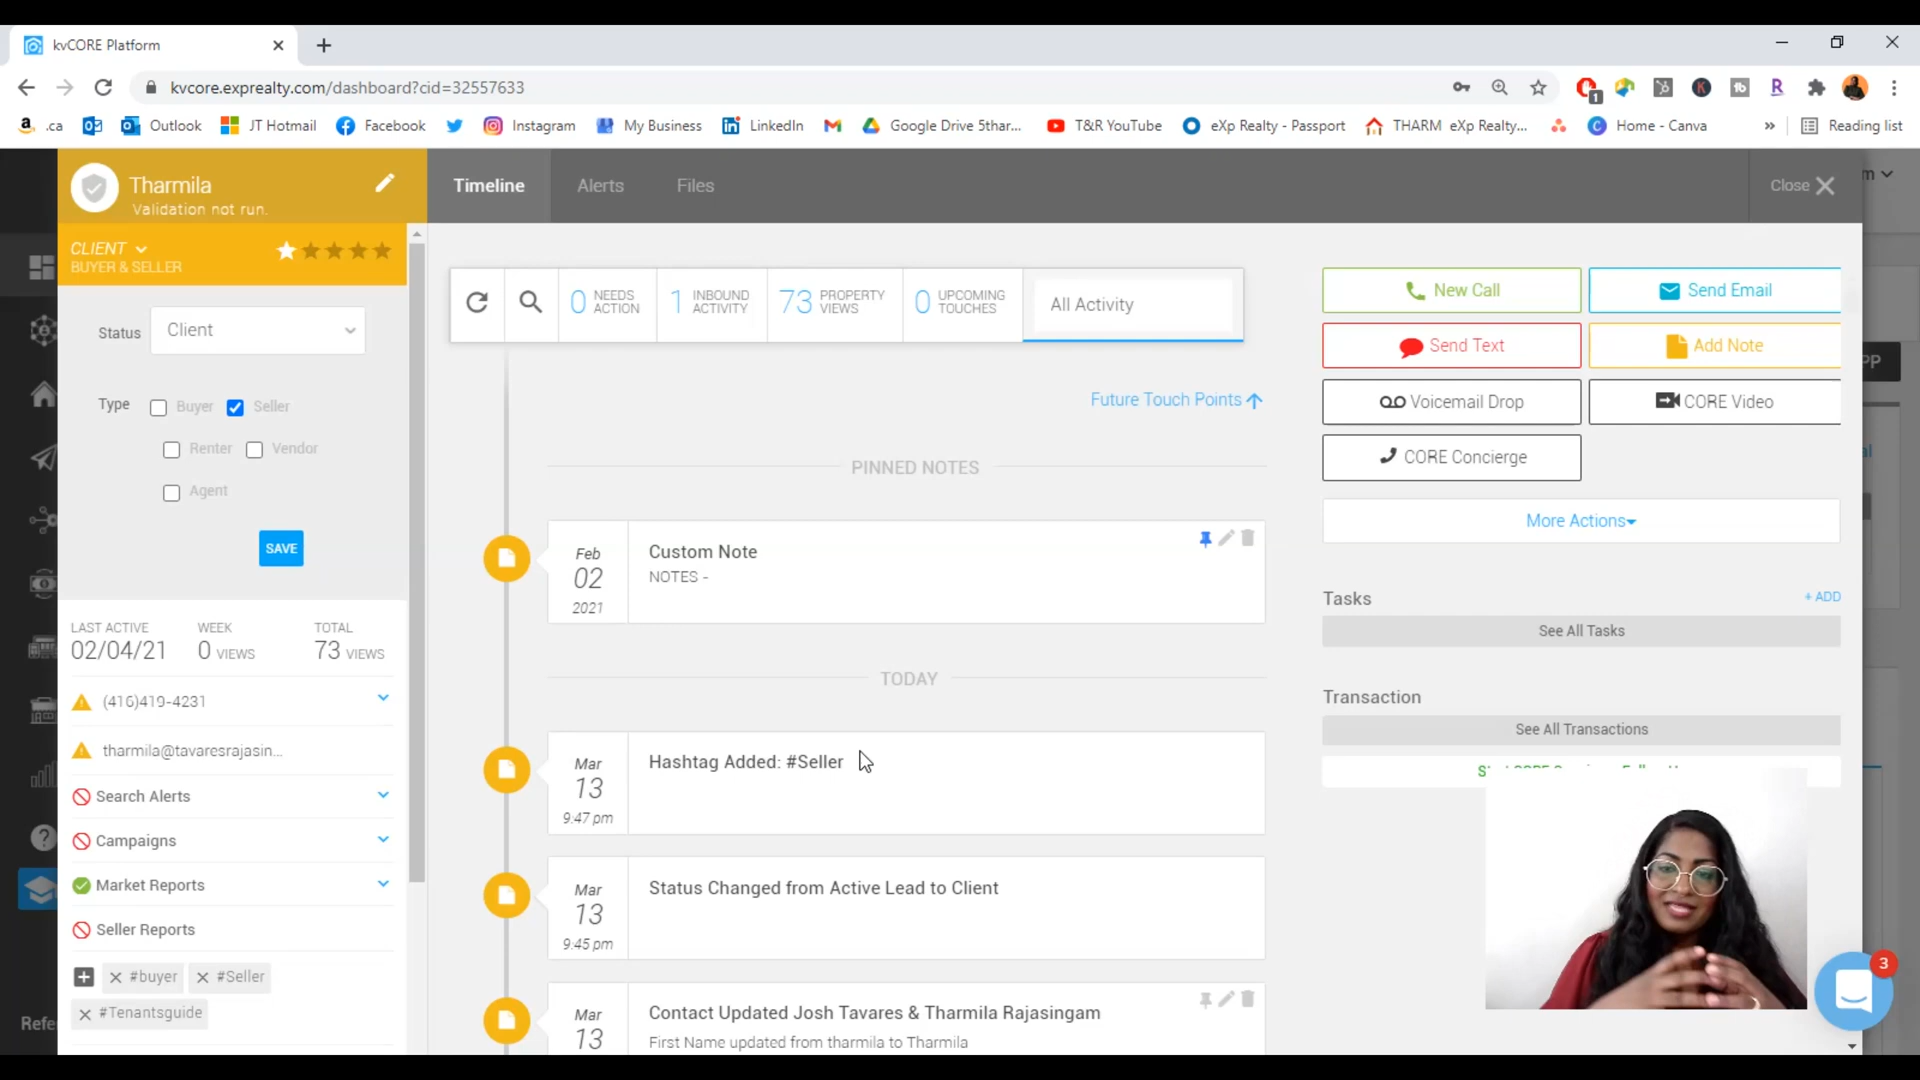 kvCORE Platform
kvcore.exprealty.com/dashboard?cid=32557633
1
.ca
Outlook
JT Hotmail
Facebook
Instagram
My Business
LinkedIn
Google Drive 5thar...
T&R YouTube
eXp Realty - Passport
THARM eXp Realty...
Home - Canva
»
Reading list
Tharmila
Validation not run.
Timeline
Alerts
Files
Close
CLIENT
BUYER & SELLER
Status
Client
Type
Buyer
Seller
Renter
Vendor
Agent
SAVE
LAST ACTIVE
02/04/21
WEEK
0 VIEWS
TOTAL
73 VIEWS
(416)419-4231
tharmila@tavaresrajasin...
Search Alerts
Campaigns
Market Reports
Seller Reports
#buyer
#Seller
#Tenantsguide
Refe
0 NEEDS ACTION
1 INBOUND ACTIVITY
73 PROPERTY VIEWS
0 UPCOMING TOUCHES
All Activity
Future Touch Points
PINNED NOTES
Feb
02
2021
Custom Note
NOTES -
TODAY
Mar
13
9:47 pm
Hashtag Added: #Seller
Mar
13
9:45 pm
Status Changed from Active Lead to Client
Mar
13
Contact Updated Josh Tavares & Tharmila Rajasingam
First Name updated from tharmila to Tharmila
New Call
Send Email
Send Text
Add Note
Voicemail Drop
CORE Video
CORE Concierge
More Actions
Tasks
+ ADD
See All Tasks
Transaction
See All Transactions
3